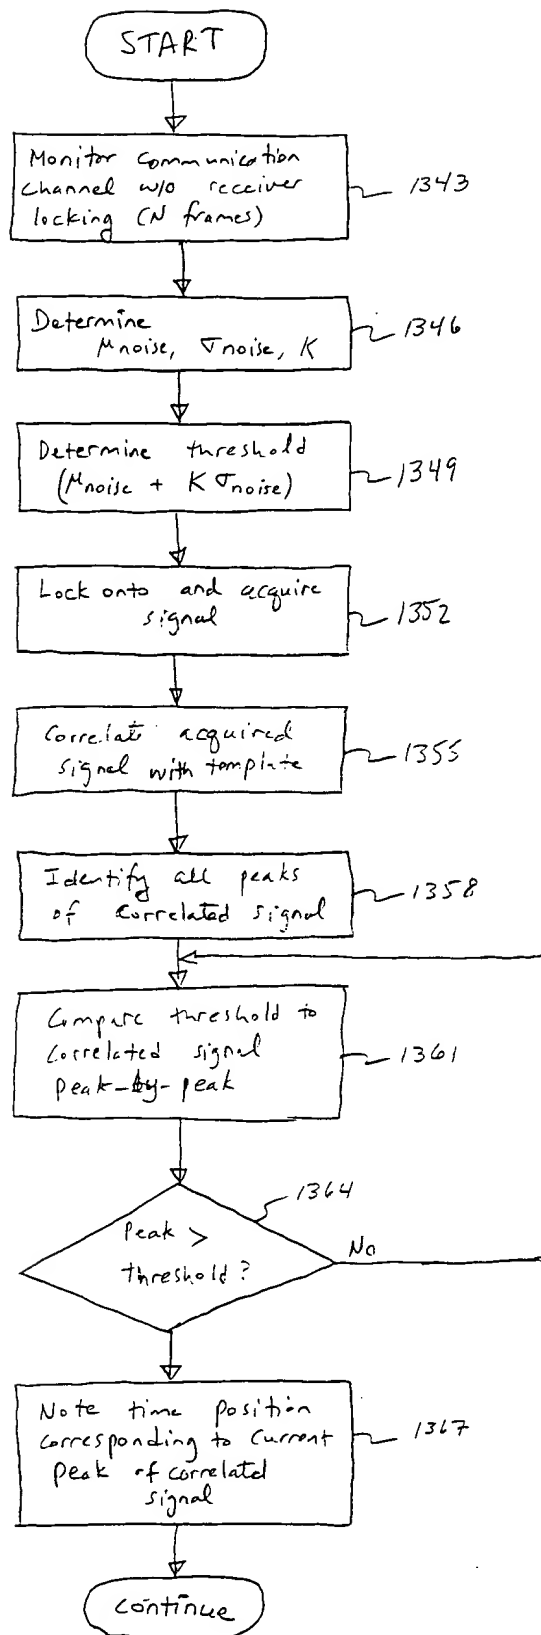 START
Monitor communication
channel w/o receiver
locking (N frames)
1343
Determine
μnoise, σnoise, K
1346
Determine threshold
(μnoise + K σnoise)
1349
Lock onto and acquire
signal
1352
Correlate acquired
signal with template
1355
Identify all peaks
of correlated signal
1358
Compare threshold to
correlated signal
peak-by-peak
1361
1364
Peak >
threshold?
No
Note time position
corresponding to current
peak of correlated
signal
1367
continue